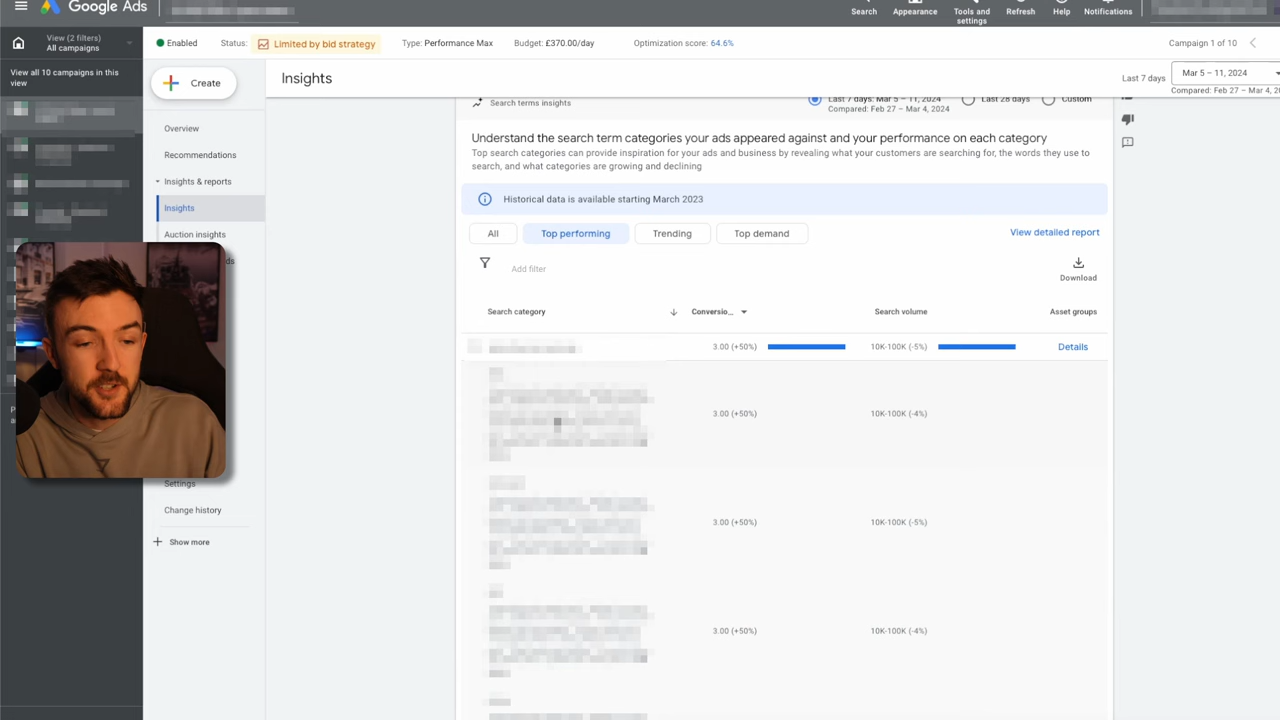 Google Ads
Search
Appearance
Tools and
settings
Refresh
Help
Notifications
View (2 filters)
All campaigns
Enabled
Status:
Limited by bid strategy
Type: Performance Max
Budget: £370.00/day
Optimization score: 64.6%
Campaign 1 of 10
View all 10 campaigns in this
view
Create
Insights
Last 7 days
Mar 5 – 11, 2024
Compared: Feb 27 – Mar 4, 20
Search terms insights
Last 7 days: Mar 5 – 11, 2024
Compared: Feb 27 – Mar 4, 2024
Last 28 days
Custom
Overview
Recommendations
Insights & reports
Insights
Auction insights
ds
Settings
Change history
Show more
Understand the search term categories your ads appeared against and your performance on each category
Top search categories can provide inspiration for your ads and business by revealing what your customers are searching for, the words they use to
search, and what categories are growing and declining
Historical data is available starting March 2023
All
Top performing
Trending
Top demand
View detailed report
Add filter
Download
Search category
Conversio...
Search volume
Asset groups
3.00 (+50%)
10K-100K (-5%)
Details
3.00 (+50%)
10K-100K (-4%)
3.00 (+50%)
10K-100K (-5%)
3.00 (+50%)
10K-100K (-4%)